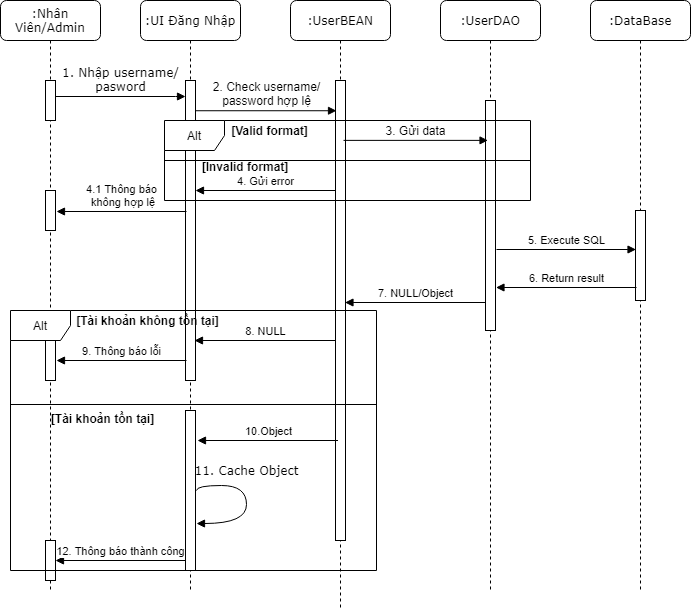 :Nhân
Viên/Admin
:UI Đăng Nhập
:UserBEAN
:UserDAO
:DataBase
1. Nhập username/
pasword
2. Check username/
password hợp lệ
Alt
[Valid format]
3. Gửi data
[Invalid format]
4. Gửi error
4.1 Thông báo
không hợp lệ
5. Execute SQL
6. Return result
7. NULL/Object
Alt
[Tài khoản không tồn tại]
8. NULL
9. Thông báo lỗi
[Tài khoản tồn tại]
10.Object
11. Cache Object
12. Thông báo thành công